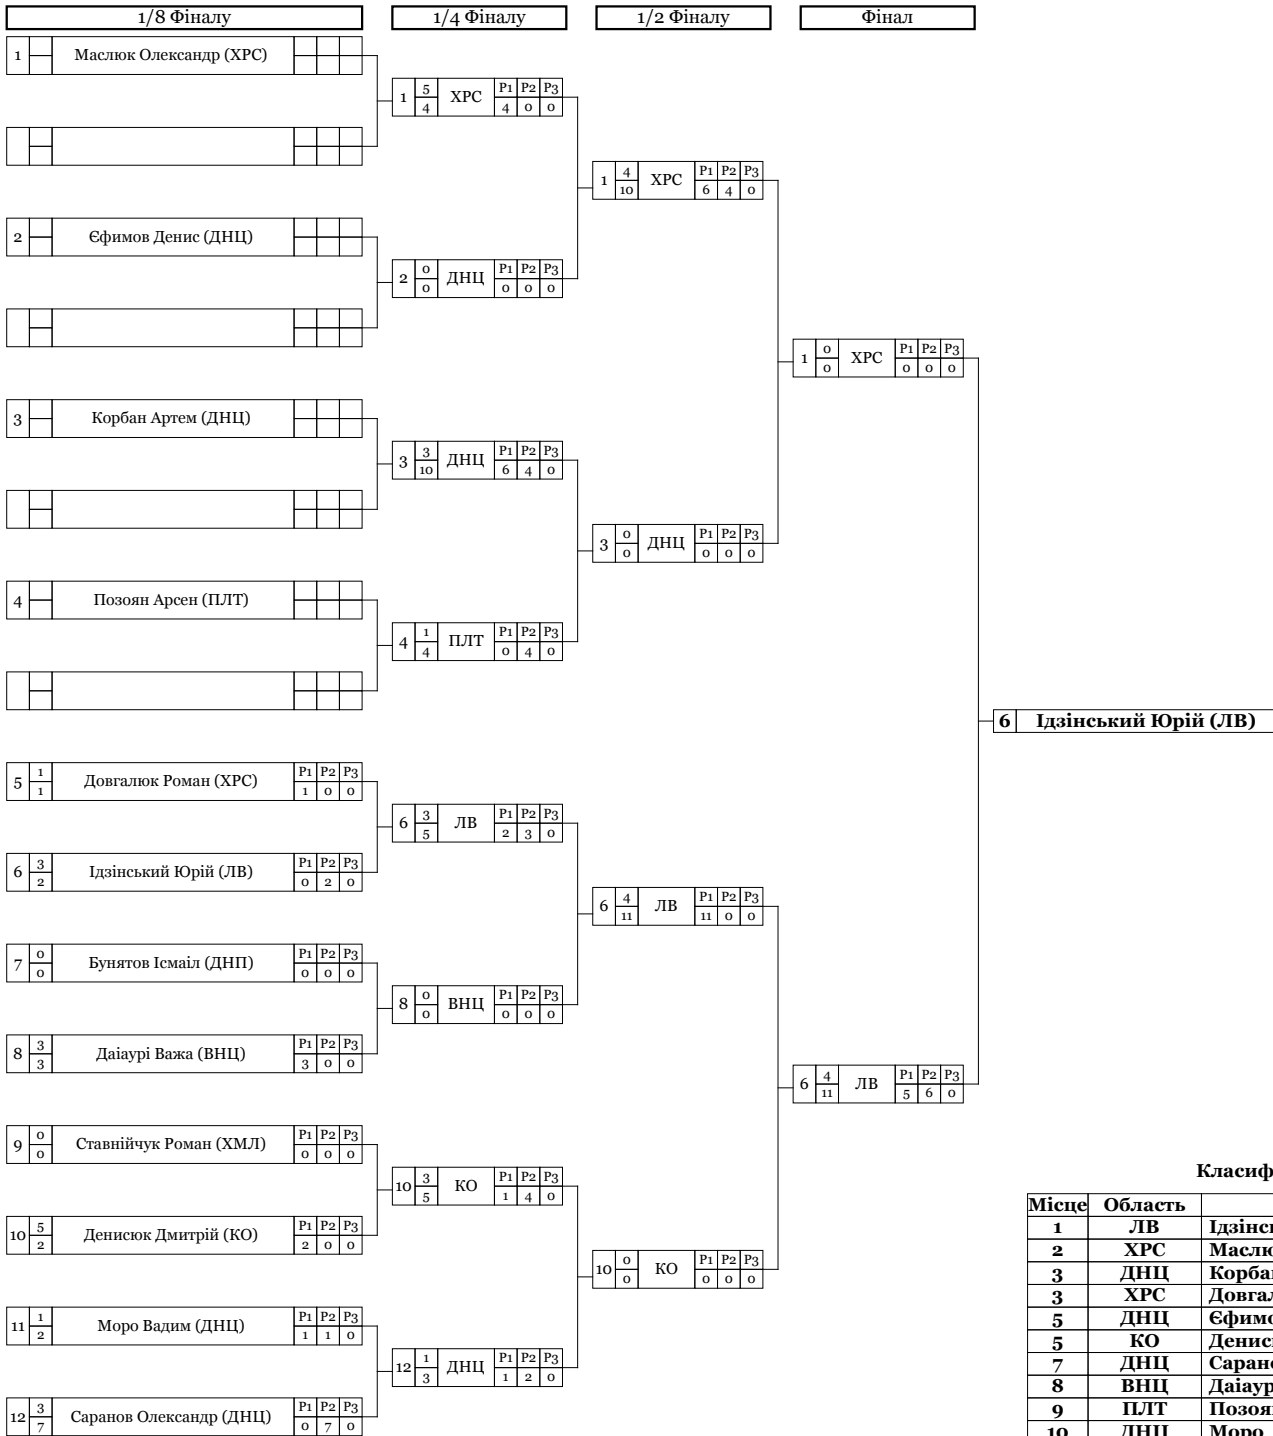 1/8 Фіналу 1/4 Фіналу 1/2 Фіналу Фінал
1 Маслюк Олександр (ХРС)
1 5 4 ХРС P1 P2 P3 4 0 0
1 4 10 ХРС P1 P2 P3 6 4 0
2 Єфимов Денис (ДНЦ)
2 0 0 ДНЦ P1 P2 P3 0 0 0
1 0 0 ХРС P1 P2 P3 0 0 0
3 Корбан Артем (ДНЦ)
3 3 10 ДНЦ P1 P2 P3 6 4 0
3 0 0 ДНЦ P1 P2 P3 0 0 0
4 Позоян Арсен (ПЛТ)
4 1 4 ПЛТ P1 P2 P3 0 4 0
6 Ідзінський Юрій (ЛВ)
5 1 1 Довгалюк Роман (ХРС) P1 P2 P3 1 0 0
6 3 5 ЛВ P1 P2 P3 2 3 0
6 3 2 Ідзінський Юрій (ЛВ) P1 P2 P3 0 2 0
6 4 11 ЛВ P1 P2 P3 11 0 0
7 0 0 Бунятов Ісмаіл (ДНП) P1 P2 P3 0 0 0
8 0 0 ВНЦ P1 P2 P3 0 0 0
8 3 3 Даіаурі Важа (ВНЦ) P1 P2 P3 3 0 0
6 4 11 ЛВ P1 P2 P3 5 6 0
9 0 0 Ставнійчук Роман (ХМЛ) P1 P2 P3 0 0 0
10 3 5 КО P1 P2 P3 1 4 0
10 5 2 Денисюк Дмитрій (КО) P1 P2 P3 2 0 0
10 0 0 КО P1 P2 P3 0 0 0
11 1 2 Моро Вадим (ДНЦ) P1 P2 P3 1 1 0
12 1 3 ДНЦ P1 P2 P3 1 2 0
12 3 7 Саранов Олександр (ДНЦ) P1 P2 P3 0 7 0
Класиф
Місце Область
1 ЛВ Ідзінсь
2 ХРС Маслю
3 ДНЦ Корбан
3 ХРС Довгал
5 ДНЦ Єфимо
5 КО Денисю
7 ДНЦ Сарано
8 ВНЦ Даіаур
9 ПЛТ Позоян
10 ДНЦ Моро